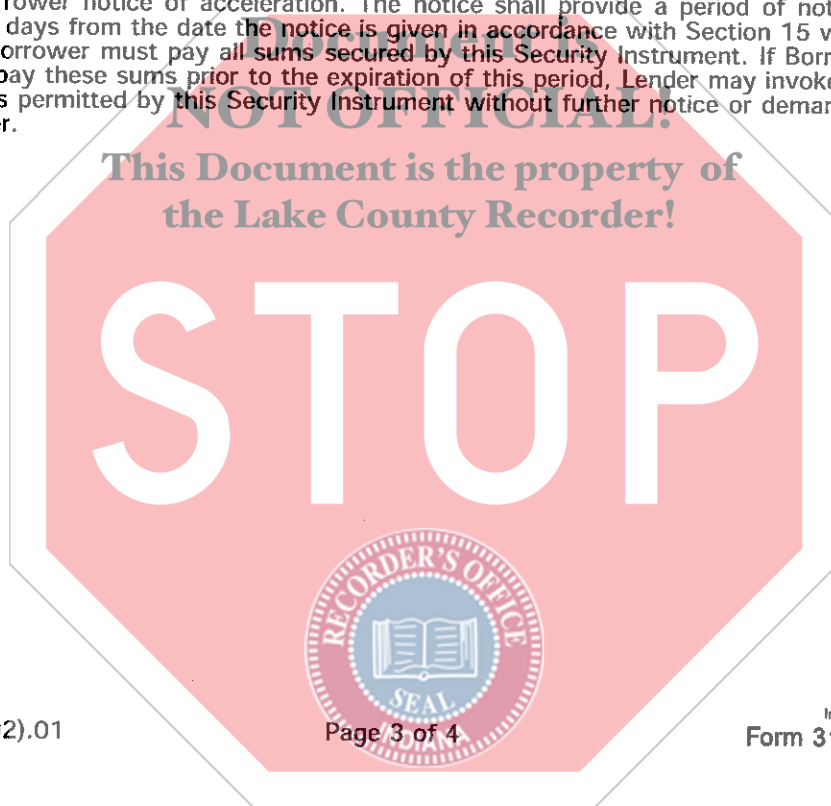 rower notice of acceleration. The notice shall provide a period of not
days from the date the notice is given in accordance with Section 15 w
orrower must pay all sums secured by this Security Instrument. If Borr
pay these sums prior to the expiration of this period, Lender may invoke
s permitted by this Security Instrument without further notice or deman
r.
Document is
NOT OFFICIAL!
This Document is the property of
the Lake County Recorder!
STOP
RECORDER'S OFFICE
SEAL
INDIANA
2).01
Page 3 of 4
Form 31